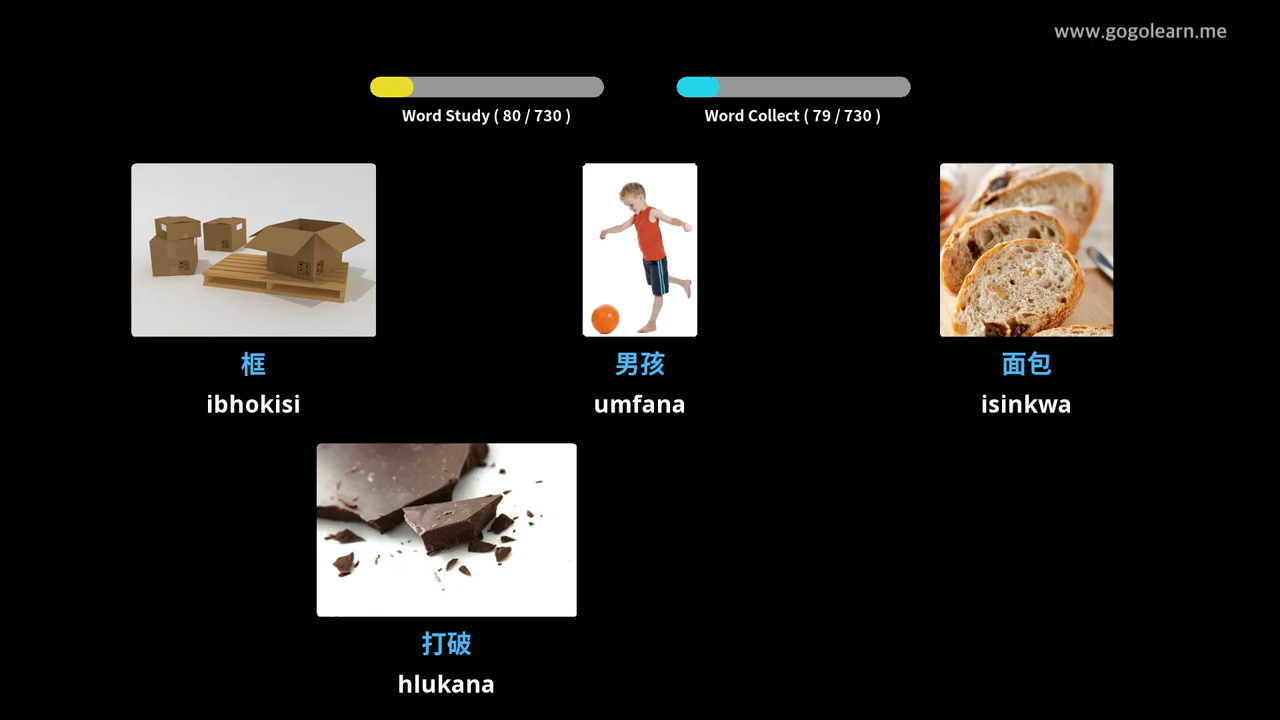 www.gogolearn.me
Word Study ( 80 / 730 )
Word Collect ( 79 / 730 )
框
ibhokisi
男孩
umfana
面包
isinkwa
打破
hlukana